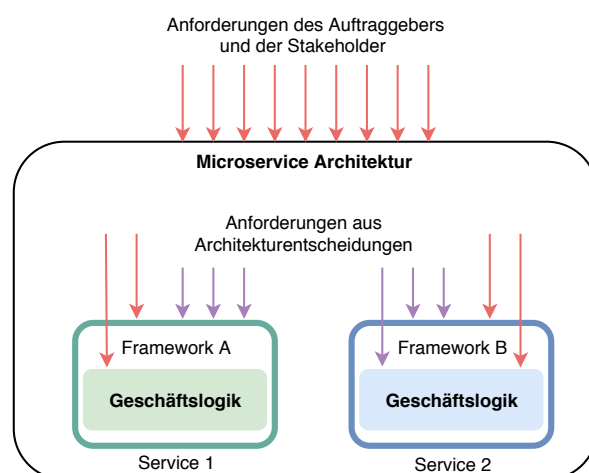 Anforderungen des Auftraggebers
und der Stakeholder
Microservice Architektur
Anforderungen aus
Architekturentscheidungen
Framework A
Framework B
Geschäftslogik
Geschäftslogik
Service 1
Service 2